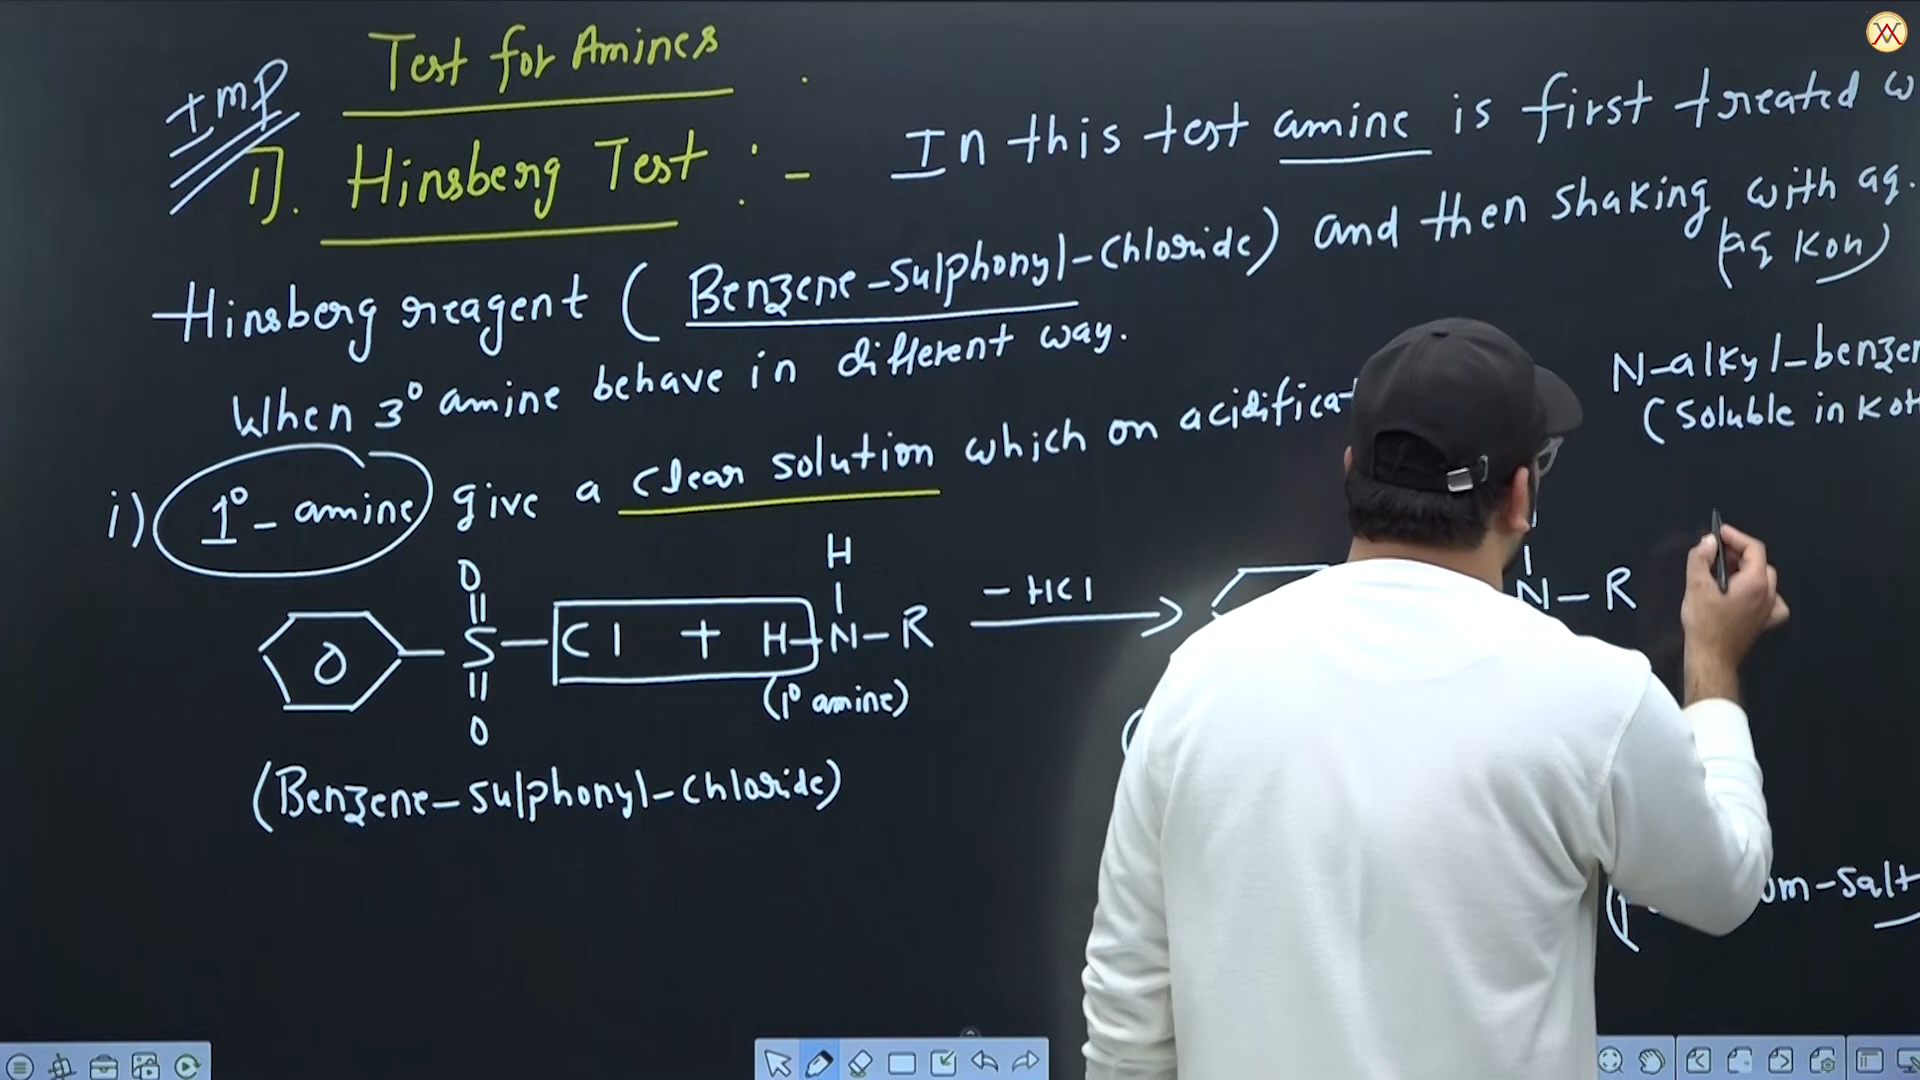 Test for Amines
Imp
1). Hinsberg Test :-
In this test amine is first treated w
Hinsberg reagent (Benzene-sulphonyl-chloride) and then shaking with aq.
(aq KOH)
When 3° amine behave in different way.
N-alkyl-benzen
(Soluble in KOH
i) 1°-amine give a clear solution which on acidificat
O
H
S-Cl + H-N-R
-HCl
N-R
O
(1° amine)
(Benzene-sulphonyl-chloride)
um-salt